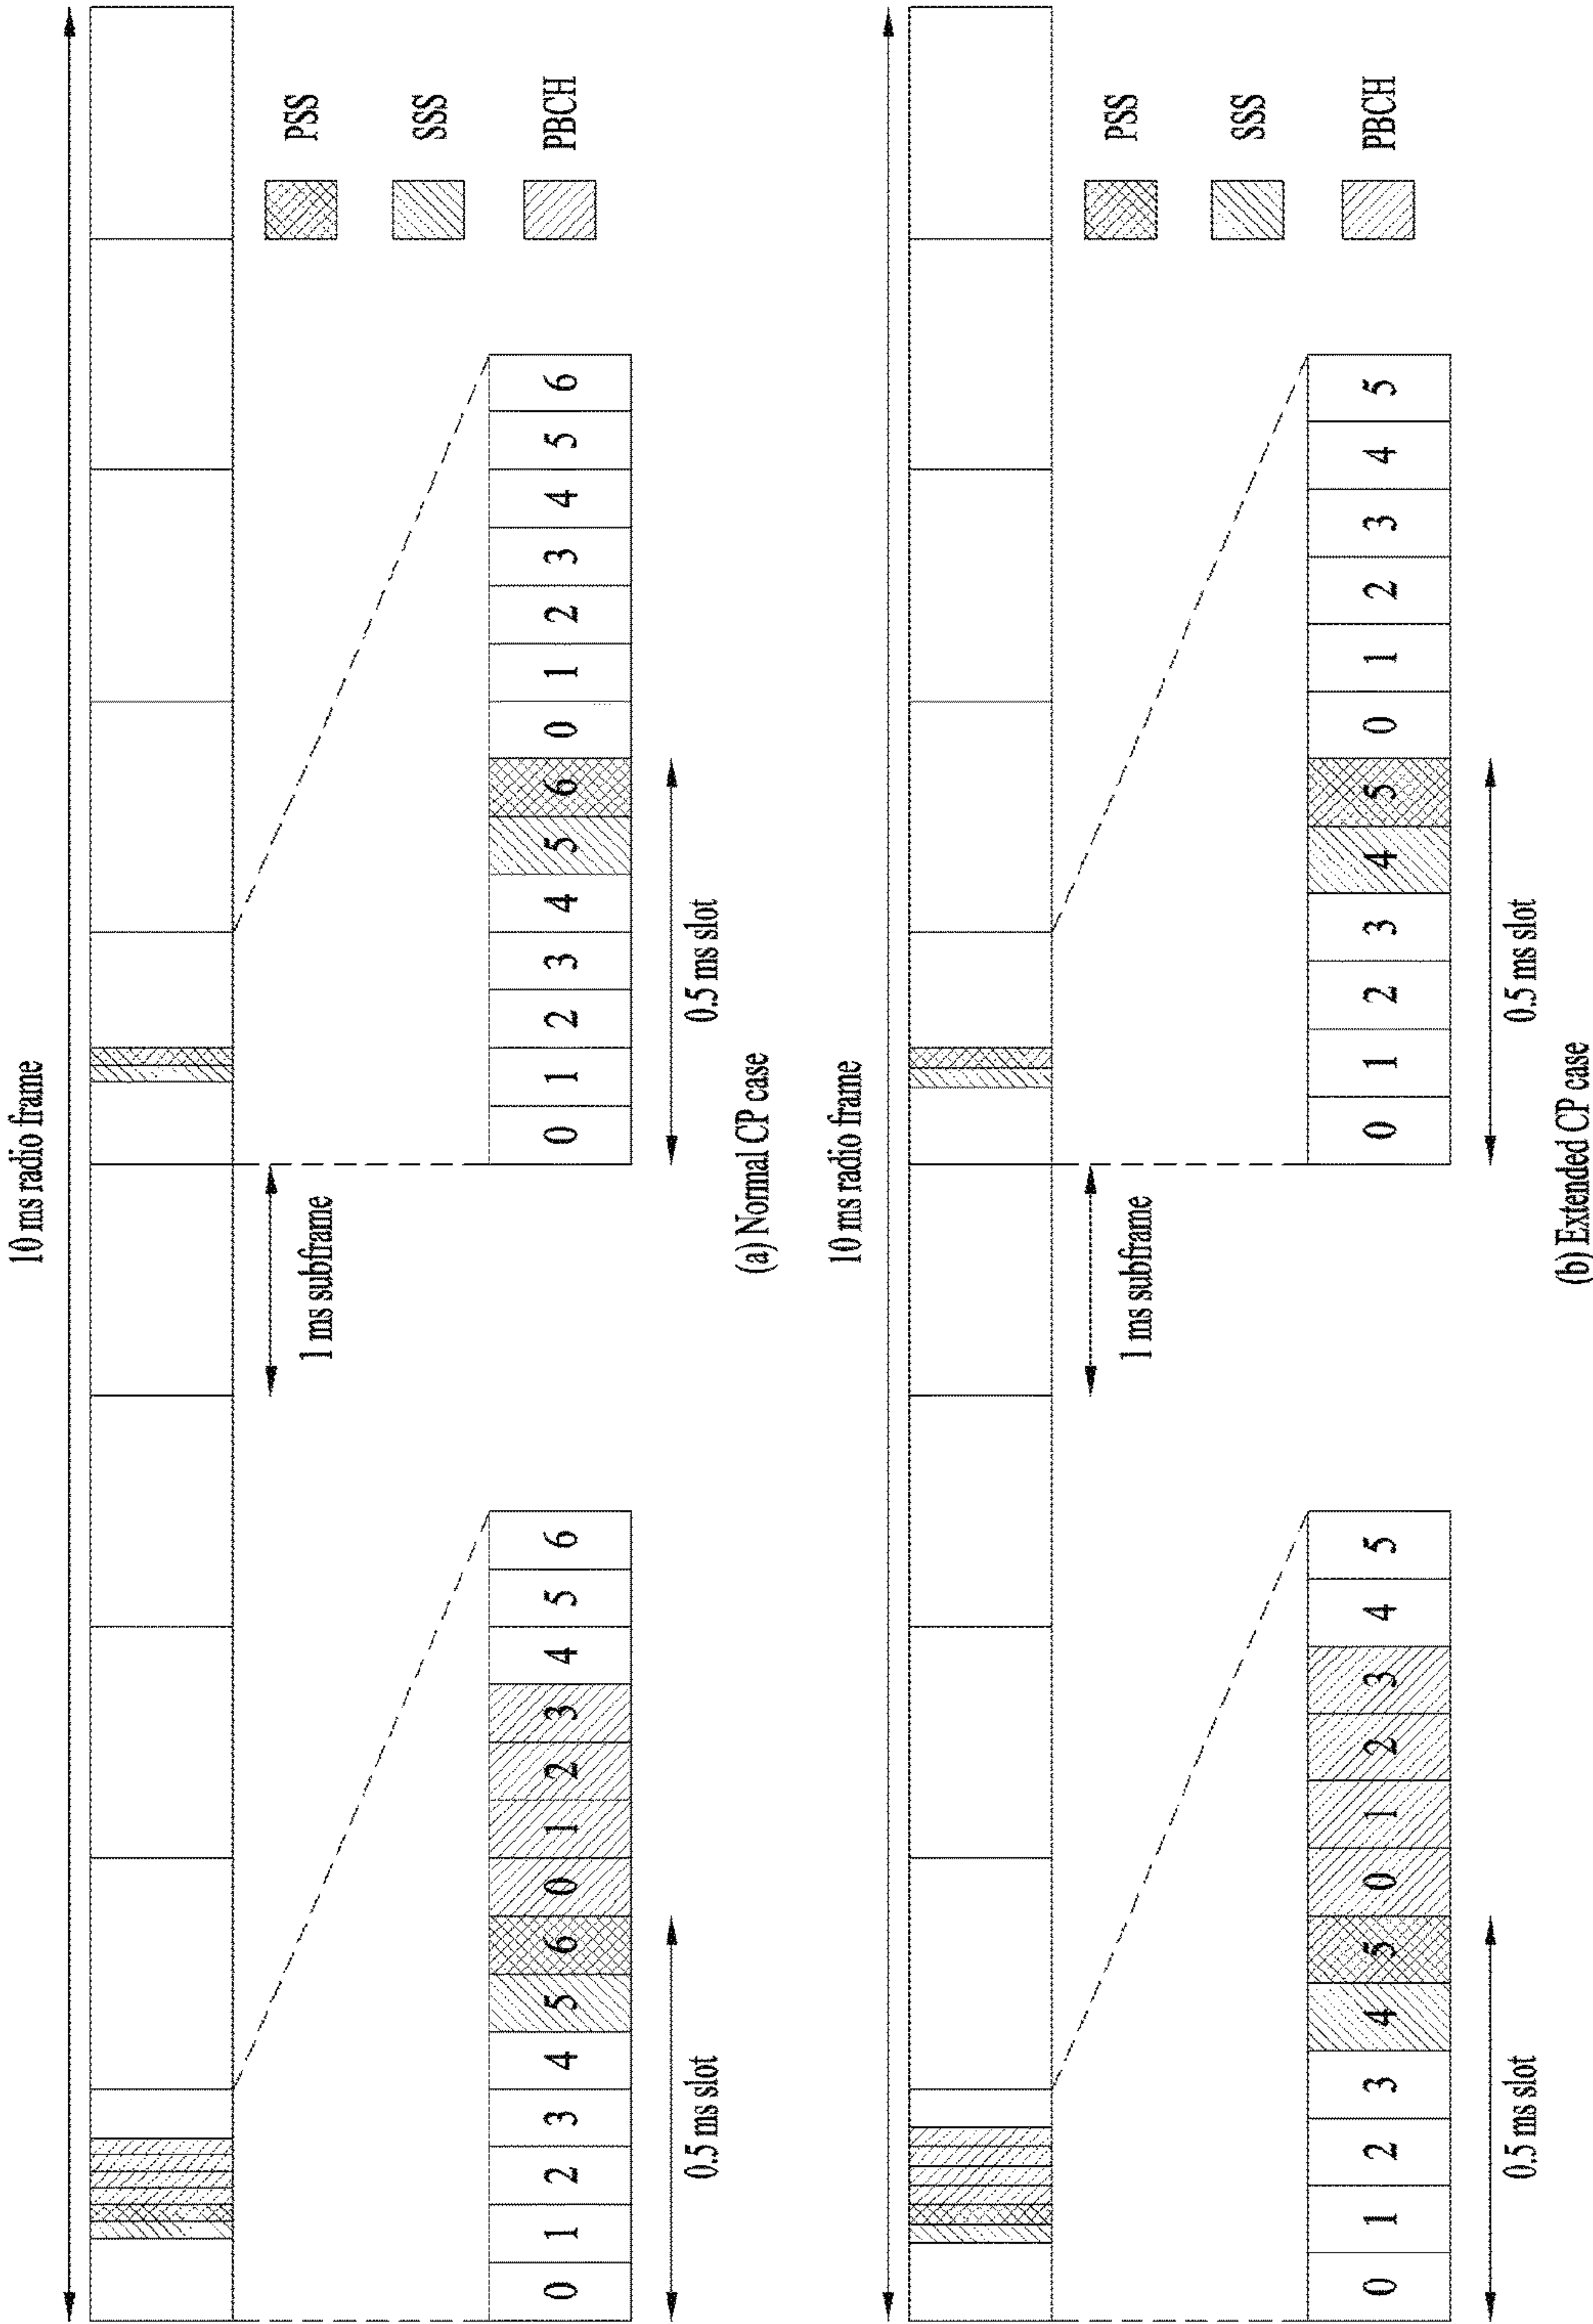 10 ms radio frame
1 ms subframe
PSS
SSS
PBCH
0 1 2 3 4 5 6 0 1 2 3 4 5 6
0 1 2 3 4 5 6 0 1 2 3 4 5 6
0.5 ms slot
0.5 ms slot
(a) Normal CP case
10 ms radio frame
1 ms subframe
PSS
SSS
PBCH
0 1 2 3 4 5 0 1 2 3 4 5
0 1 2 3 4 5 0 1 2 3 4 5
0.5 ms slot
0.5 ms slot
(b) Extended CP case